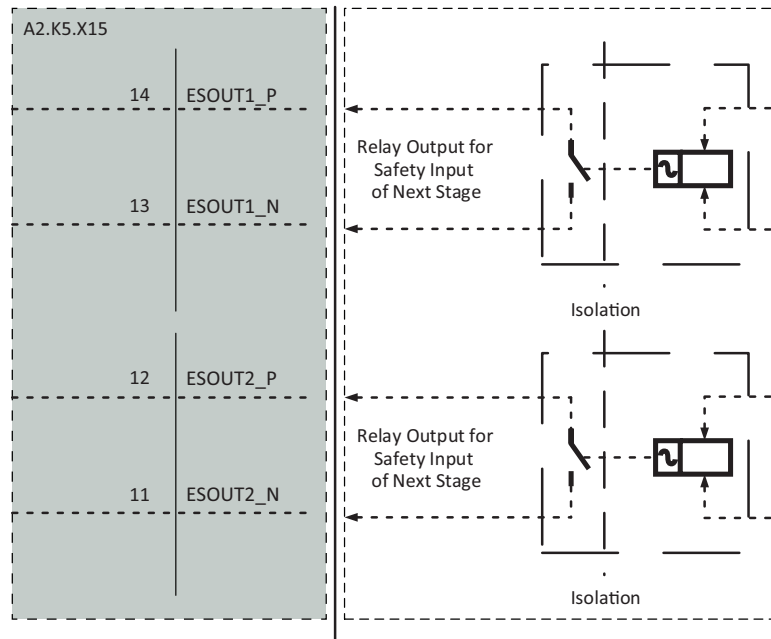 A2.K5.X15
14 ESOUT1_P
Relay Output for
Safety Input
of Next Stage
13 ESOUT1_N
Isolation
12 ESOUT2_P
Relay Output for
Safety Input
of Next Stage
11 ESOUT2_N
Isolation